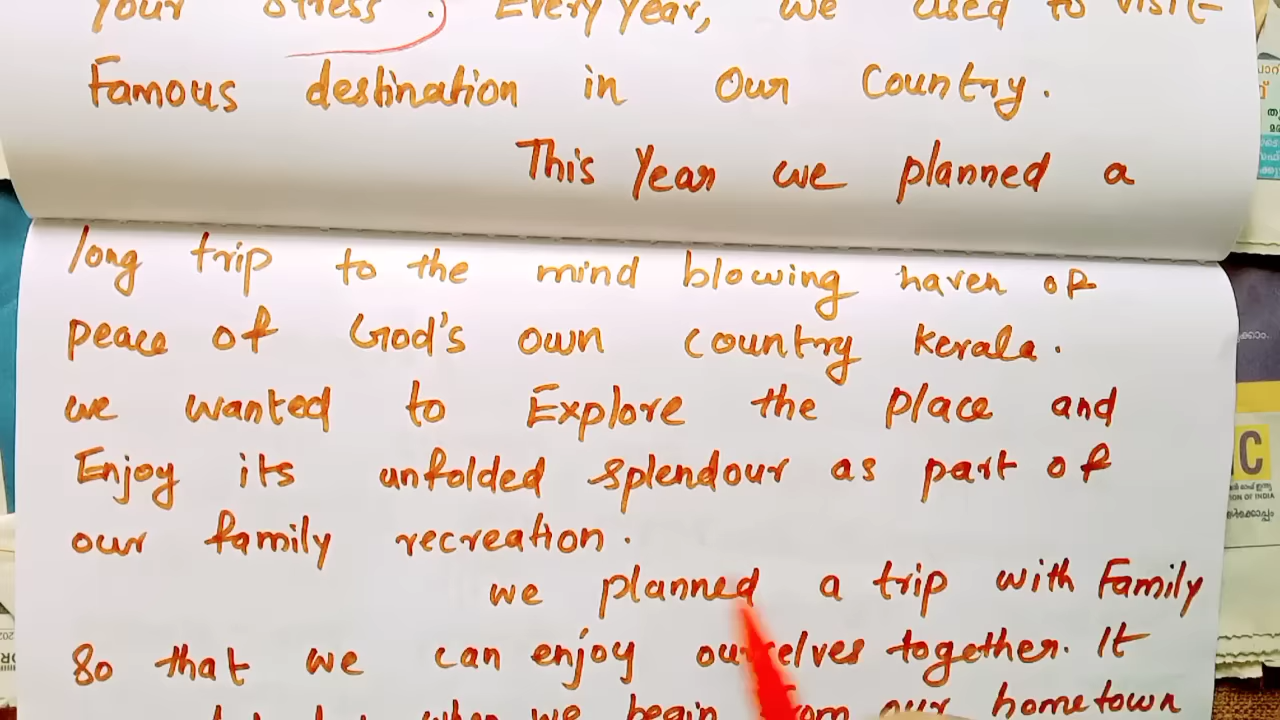 your stress. Every year, we used to visit
Famous destination in our country.
This Year we planned a
long trip to the mind blowing haven of
peace of God's own country kerala.
we wanted to Explore the place and
Enjoy its unfolded splendour as part of
our family recreation.
we planned a trip with Family
So that we can enjoy ourselves together. It
when we begin from our hometown